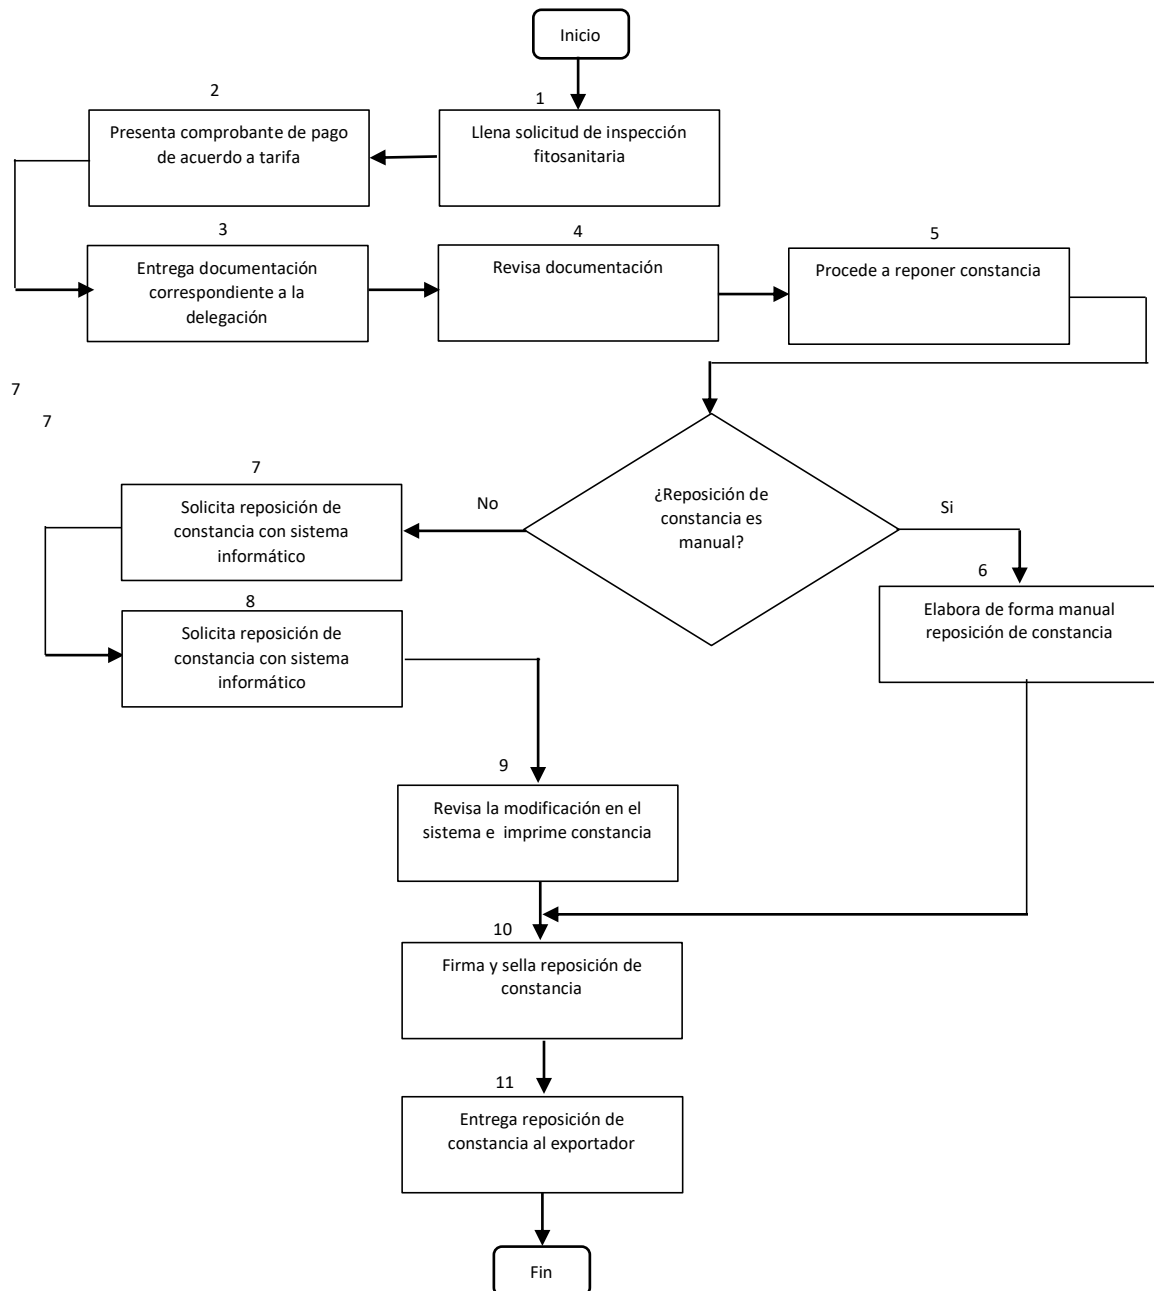 Inicio
1
Llena solicitud de inspección
fitosanitaria
2
Presenta comprobante de pago
de acuerdo a tarifa
3
Entrega documentación
correspondiente a la
delegación
4
Revisa documentación
5
Procede a reponer constancia
7
7
¿Reposición de
constancia es
manual?
No
Si
6
Elabora de forma manual
reposición de constancia
7
Solicita reposición de
constancia con sistema
informático
8
Solicita reposición de
constancia con sistema
informático
9
Revisa la modificación en el
sistema e  imprime constancia
10
Firma y sella reposición de
constancia
11
Entrega reposición de
constancia al exportador
Fin